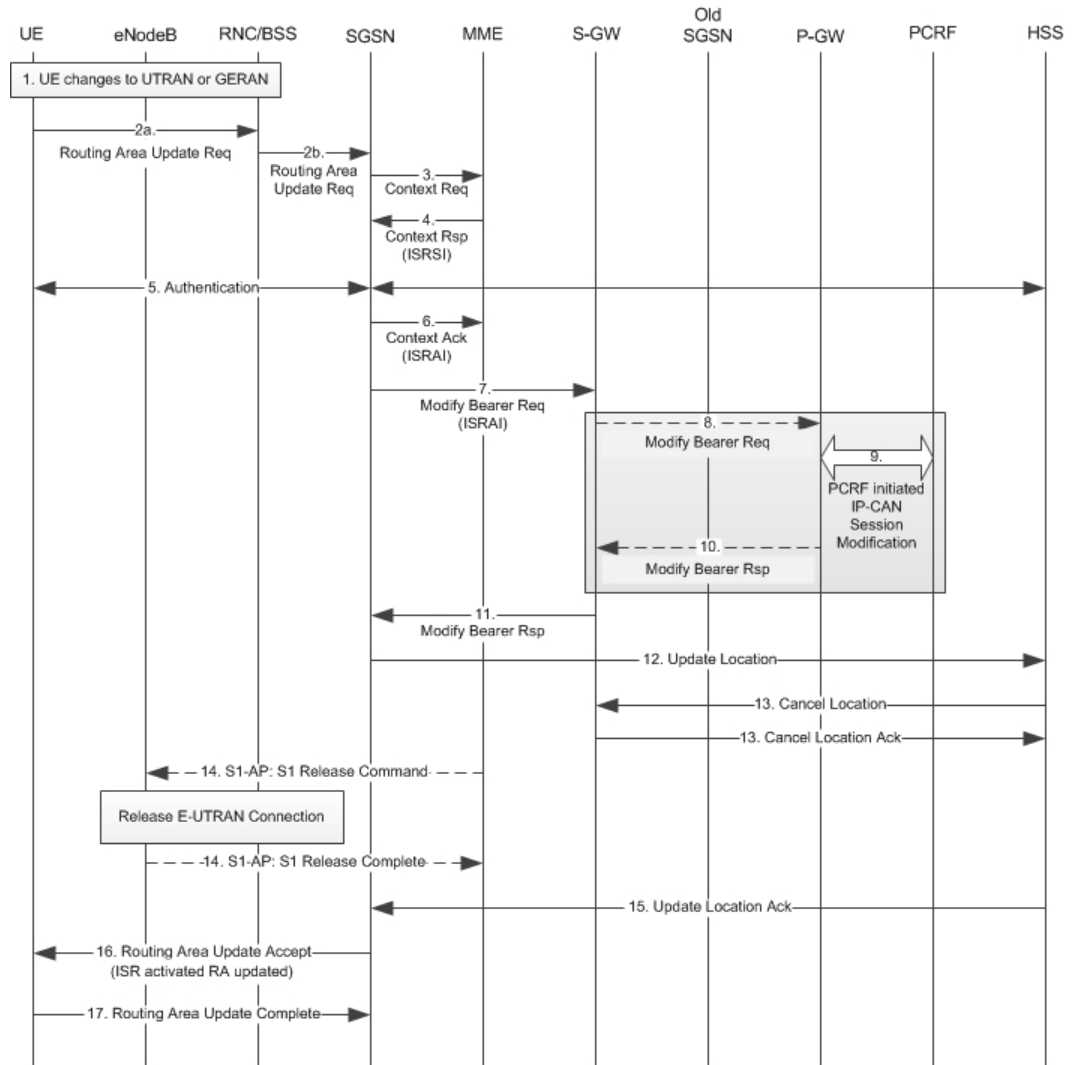 UE
eNodeB
RNC/BSS
SGSN
MME
S-GW
Old
SGSN
P-GW
PCRF
HSS
1. UE changes to UTRAN or GERAN
2a.
Routing Area Update Req
2b.
Routing Area
Update Req
3.
Context Req
4.
Context Rsp
(ISRSI)
5. Authentication
6.
Context Ack
(ISRAI)
7.
Modify Bearer Req
(ISRAI)
8.
Modify Bearer Req
9.
PCRF initiated
IP-CAN
Session
Modification
10.
Modify Bearer Rsp
11.
Modify Bearer Rsp
12. Update Location
13. Cancel Location
13. Cancel Location Ack
14. S1-AP: S1 Release Command
Release E-UTRAN Connection
14. S1-AP: S1 Release Complete
15. Update Location Ack
16. Routing Area Update Accept
(ISR activated RA updated)
17. Routing Area Update Complete